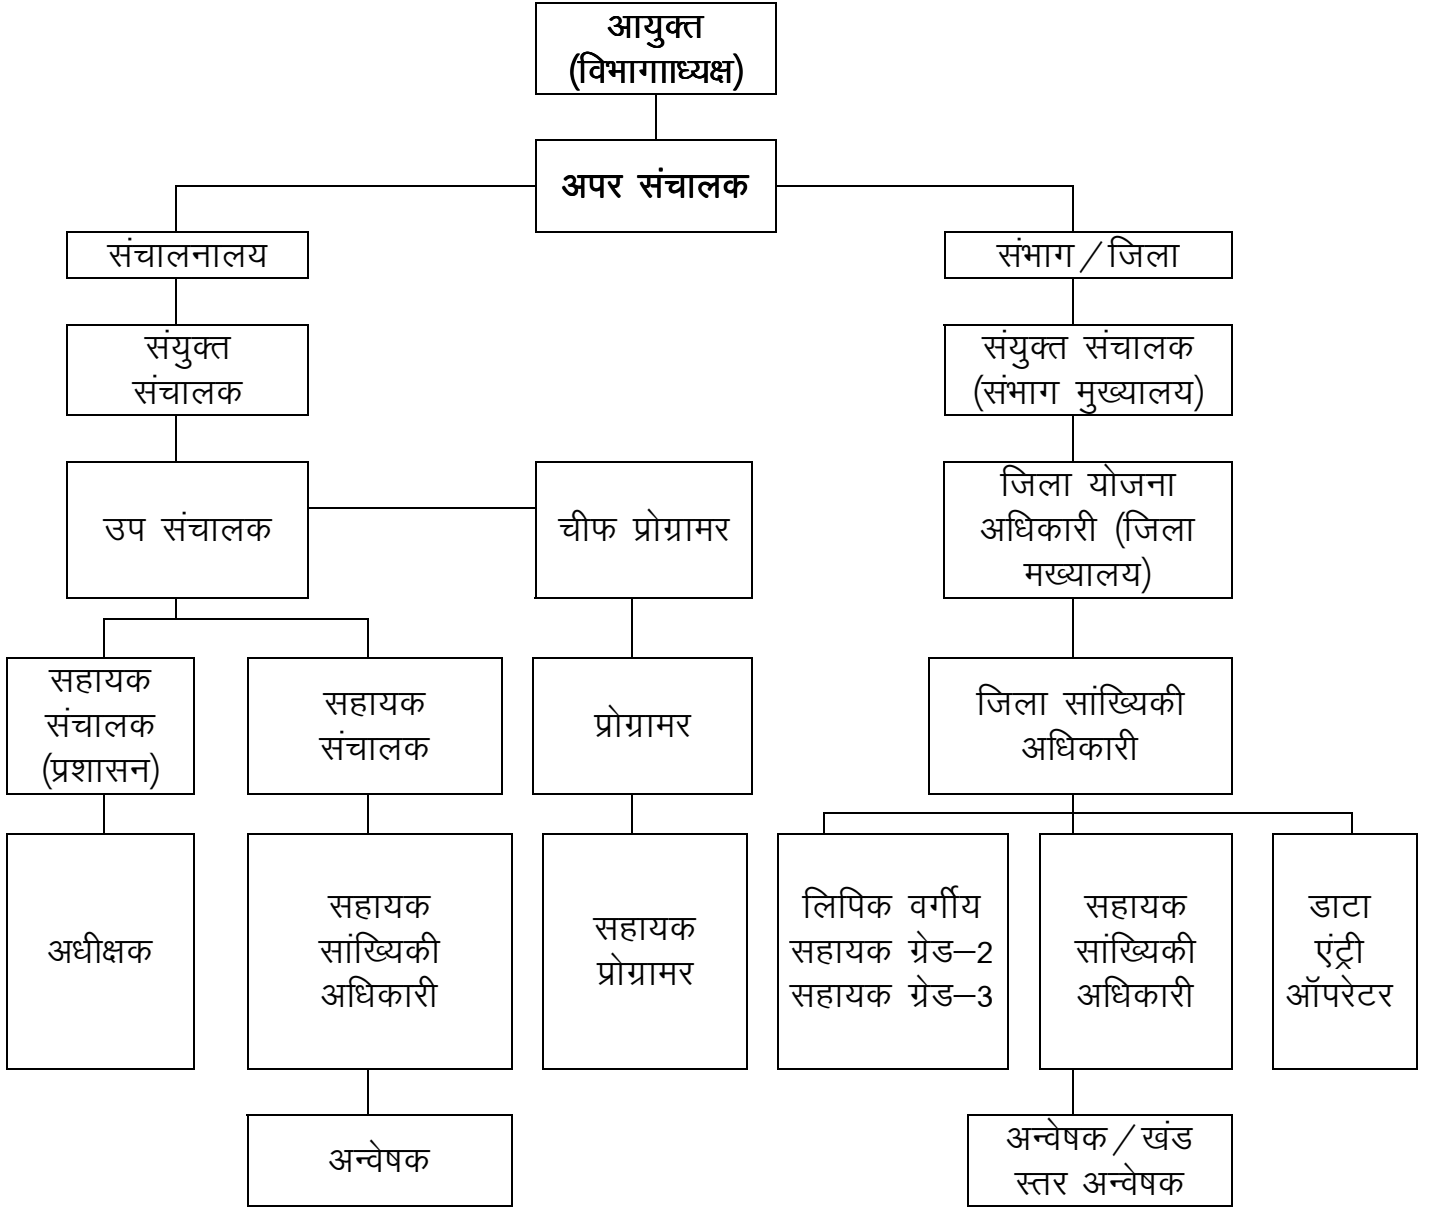 आयुक्त
(विभागााध्यक्ष)
अपर संचालक
संचालनालय
संभाग/जिला
संयुक्त
संचालक
संयुक्त संचालक
(संभाग मुख्यालय)
उप संचालक
चीफ प्रोग्रामर
जिला योजना
अधिकारी (जिला
मख्यालय)
सहायक
संचालक
(प्रशासन)
सहायक
संचालक
प्रोग्रामर
जिला सांख्यिकी
अधिकारी
अधीक्षक
सहायक
सांख्यिकी
अधिकारी
सहायक
प्रोग्रामर
लिपिक वर्गीय
सहायक ग्रेड–2
सहायक ग्रेड–3
सहायक
सांख्यिकी
अधिकारी
डाटा
एंट्री
ऑपरेटर
अन्वेषक
अन्वेषक/खंड
स्तर अन्वेषक